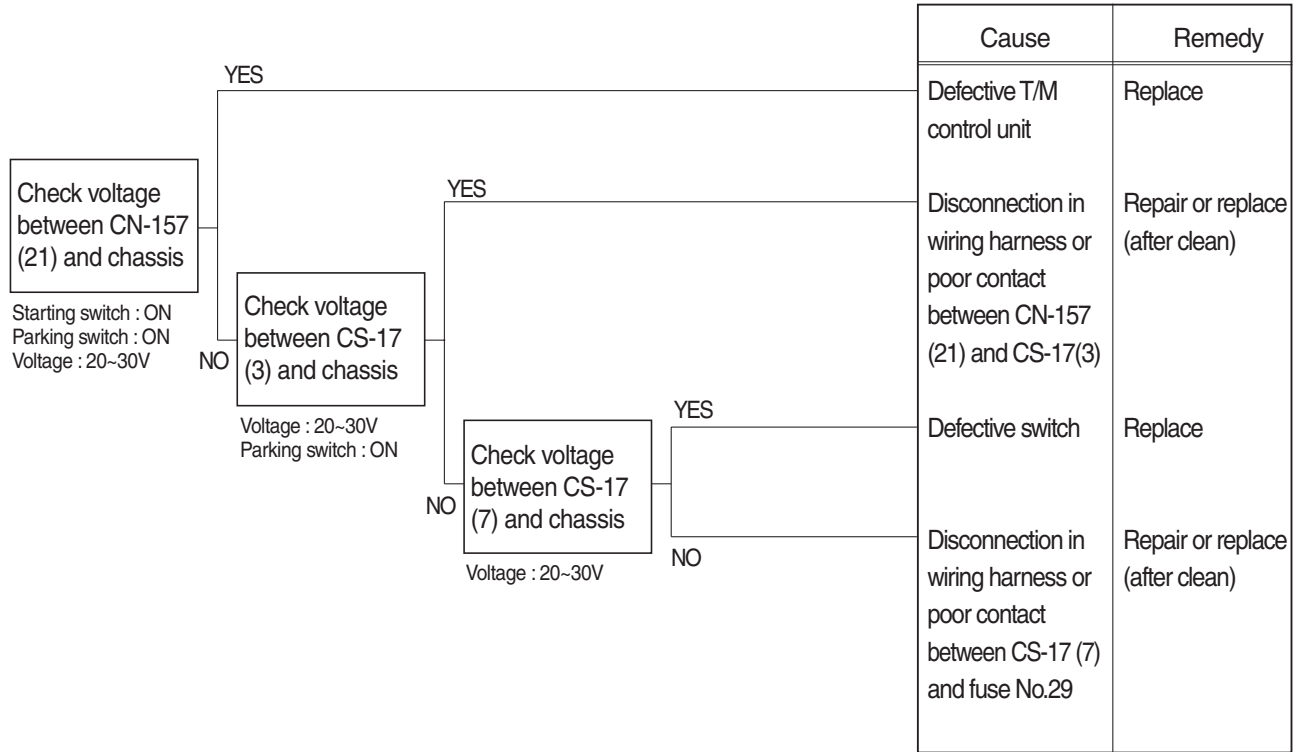 Cause
Remedy
YES
Defective T/M
control unit
Replace
Check voltage
between CN-157
(21) and chassis
Starting switch : ON
Parking switch : ON
Voltage : 20~30V
NO
YES
Disconnection in
wiring harness or
poor contact
between CN-157
(21) and CS-17(3)
Repair or replace
(after clean)
Check voltage
between CS-17
(3) and chassis
Voltage : 20~30V
Parking switch : ON
NO
YES
Defective switch
Replace
Check voltage
between CS-17
(7) and chassis
Voltage : 20~30V
NO
Disconnection in
wiring harness or
poor contact
between CS-17 (7)
and fuse No.29
Repair or replace
(after clean)